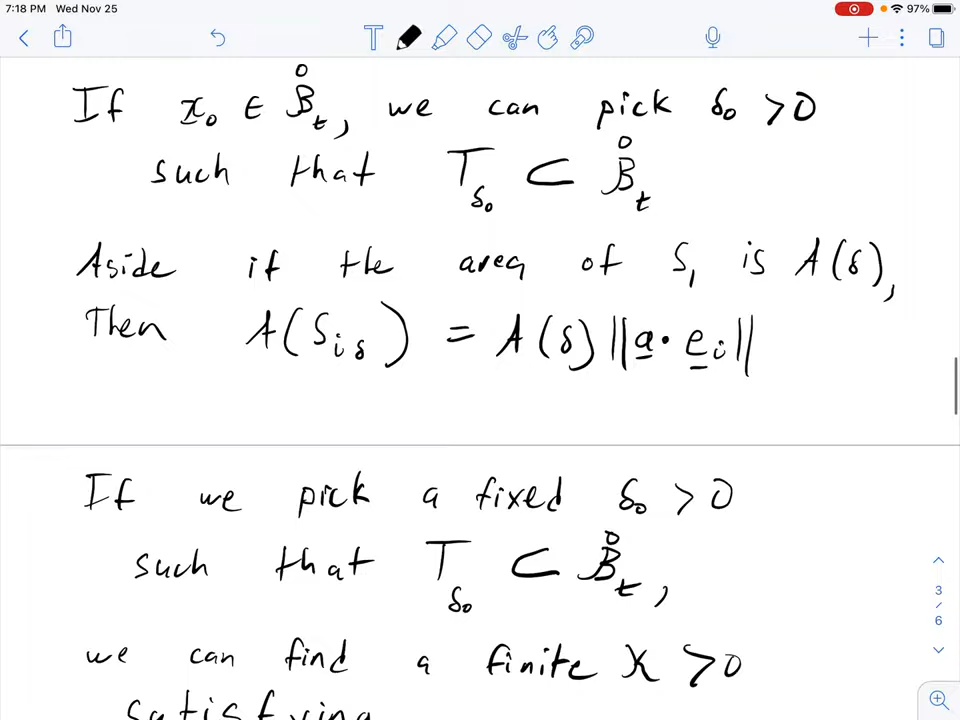 7:18 PM Wed Nov 25
97%
If x₀ ∈ B̊ₜ, we can pick δ₀ > 0
such that T_δ₀ ⊂ B̊ₜ
Aside if the area of S₁ is A(δ),
Then A(S_iδ) = A(δ) ||a̲ · e̲ᵢ||
If we pick a fixed δ₀ > 0
such that T_δ₀ ⊂ B̊ₜ,
3
/
6
we can find a finite K > 0
satisfying